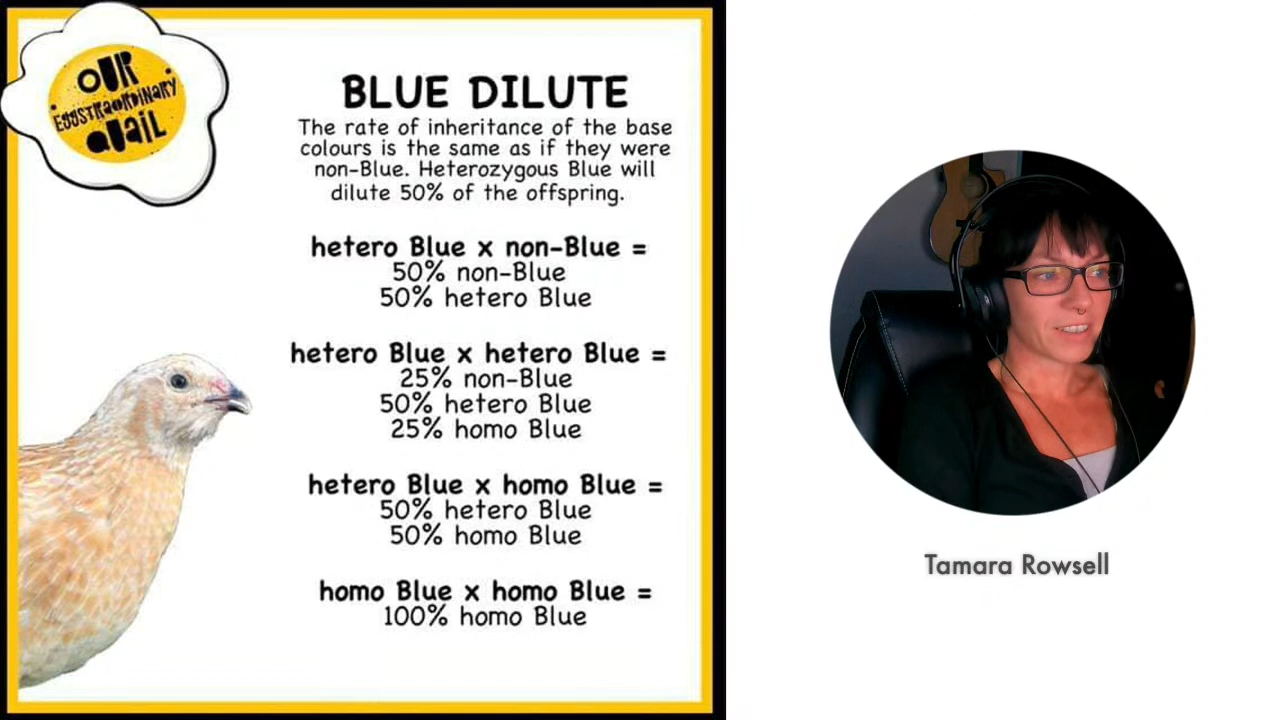 OUR
EGGSTRAORDINARY
QUAIL
BLUE DILUTE
The rate of inheritance of the base
colours is the same as if they were
non-Blue. Heterozygous Blue will
dilute 50% of the offspring.
hetero Blue x non-Blue =
50% non-Blue
50% hetero Blue
hetero Blue x hetero Blue =
25% non-Blue
50% hetero Blue
25% homo Blue
hetero Blue x homo Blue =
50% hetero Blue
50% homo Blue
homo Blue x homo Blue =
100% homo Blue
Tamara Rowsell